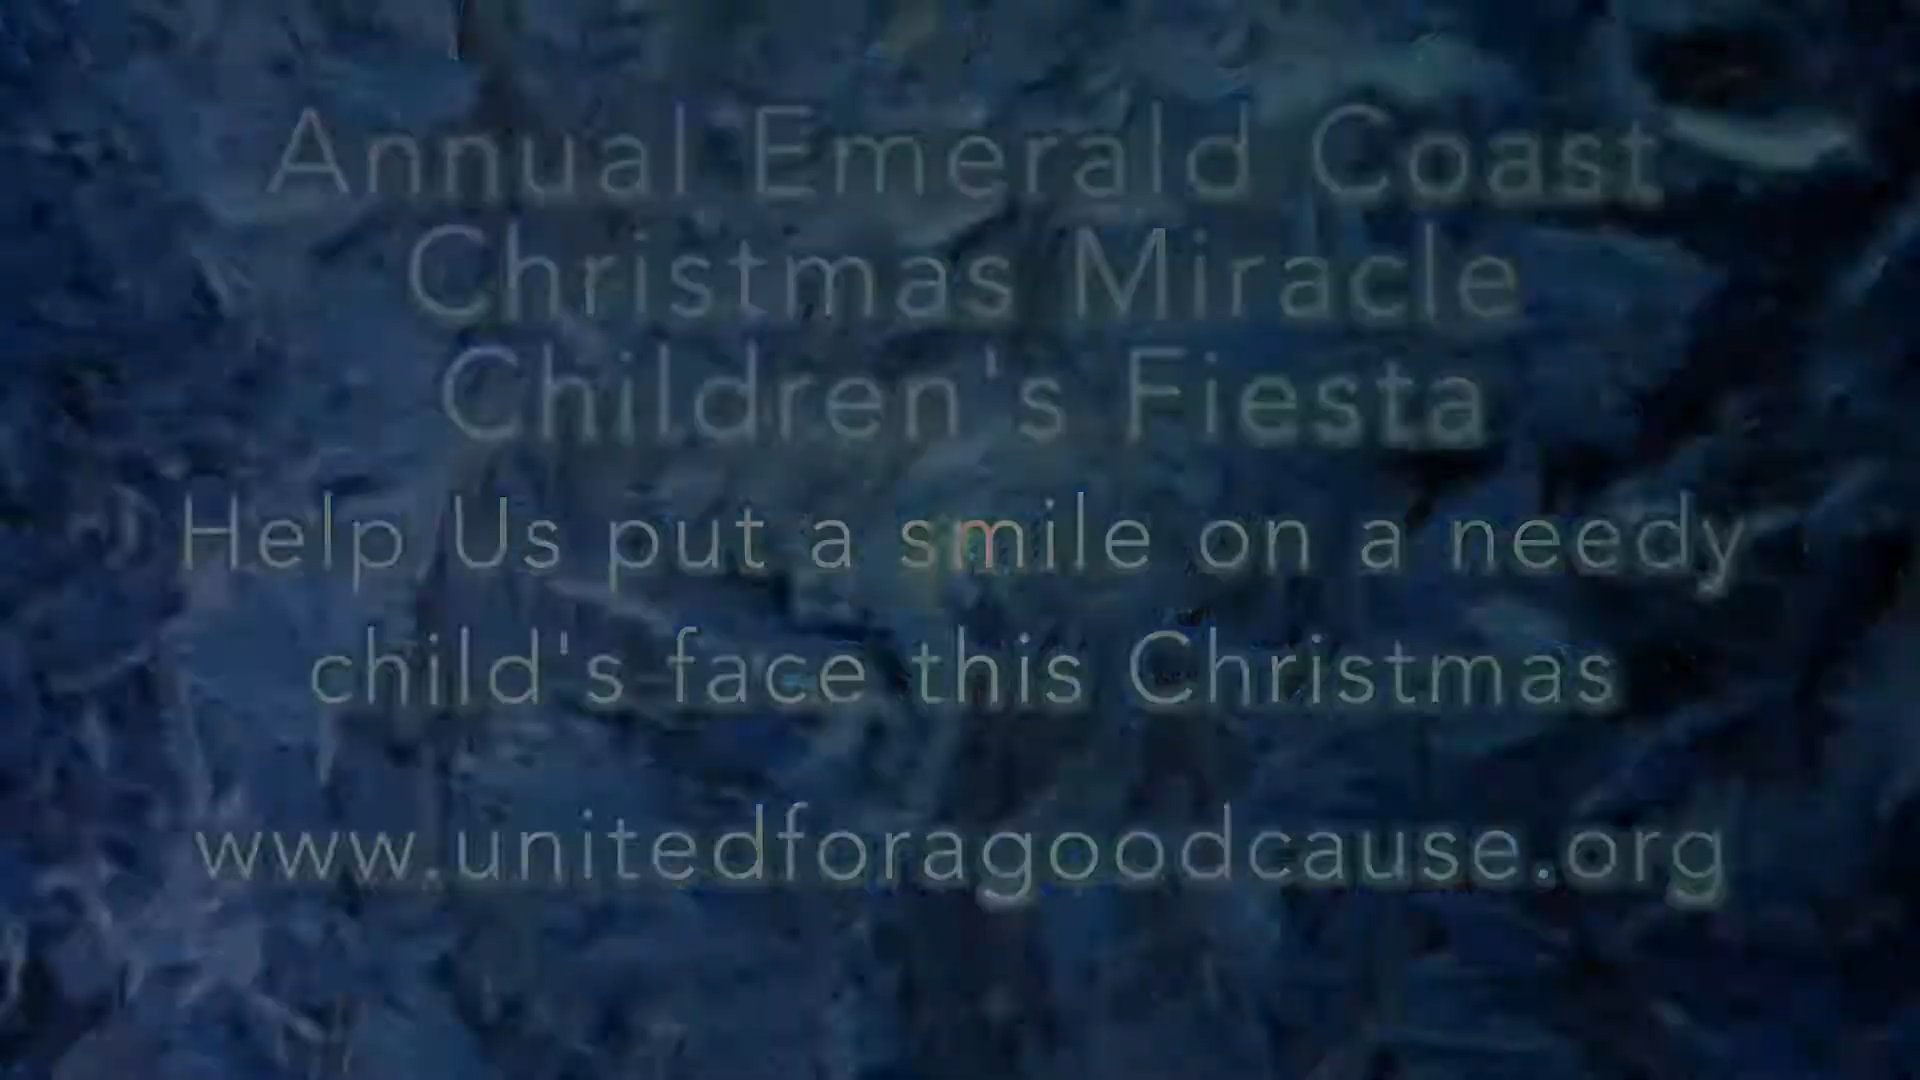 Annual Emerald Coast
Christmas Miracle
Children's Fiesta
Help Us put a smile on a needy
child's face this Christmas
www.unitedforagoodcause.org